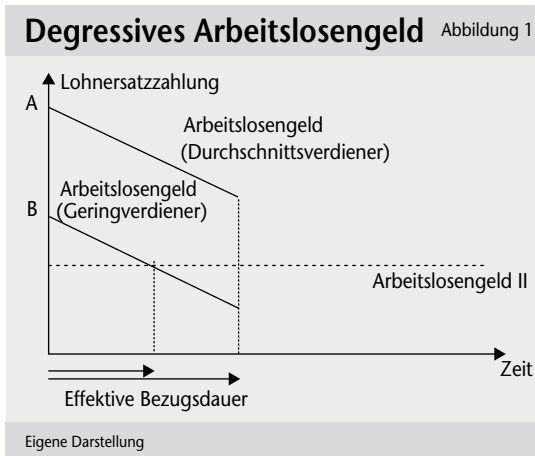 Degressives Arbeitslosengeld Abbildung 1
Lohnersatzzahlung
A
Arbeitslosengeld
(Durchschnittsverdiener)
Arbeitslosengeld
(Geringverdiener)
B
Arbeitslosengeld II
Zeit
Effektive Bezugsdauer
Eigene Darstellung